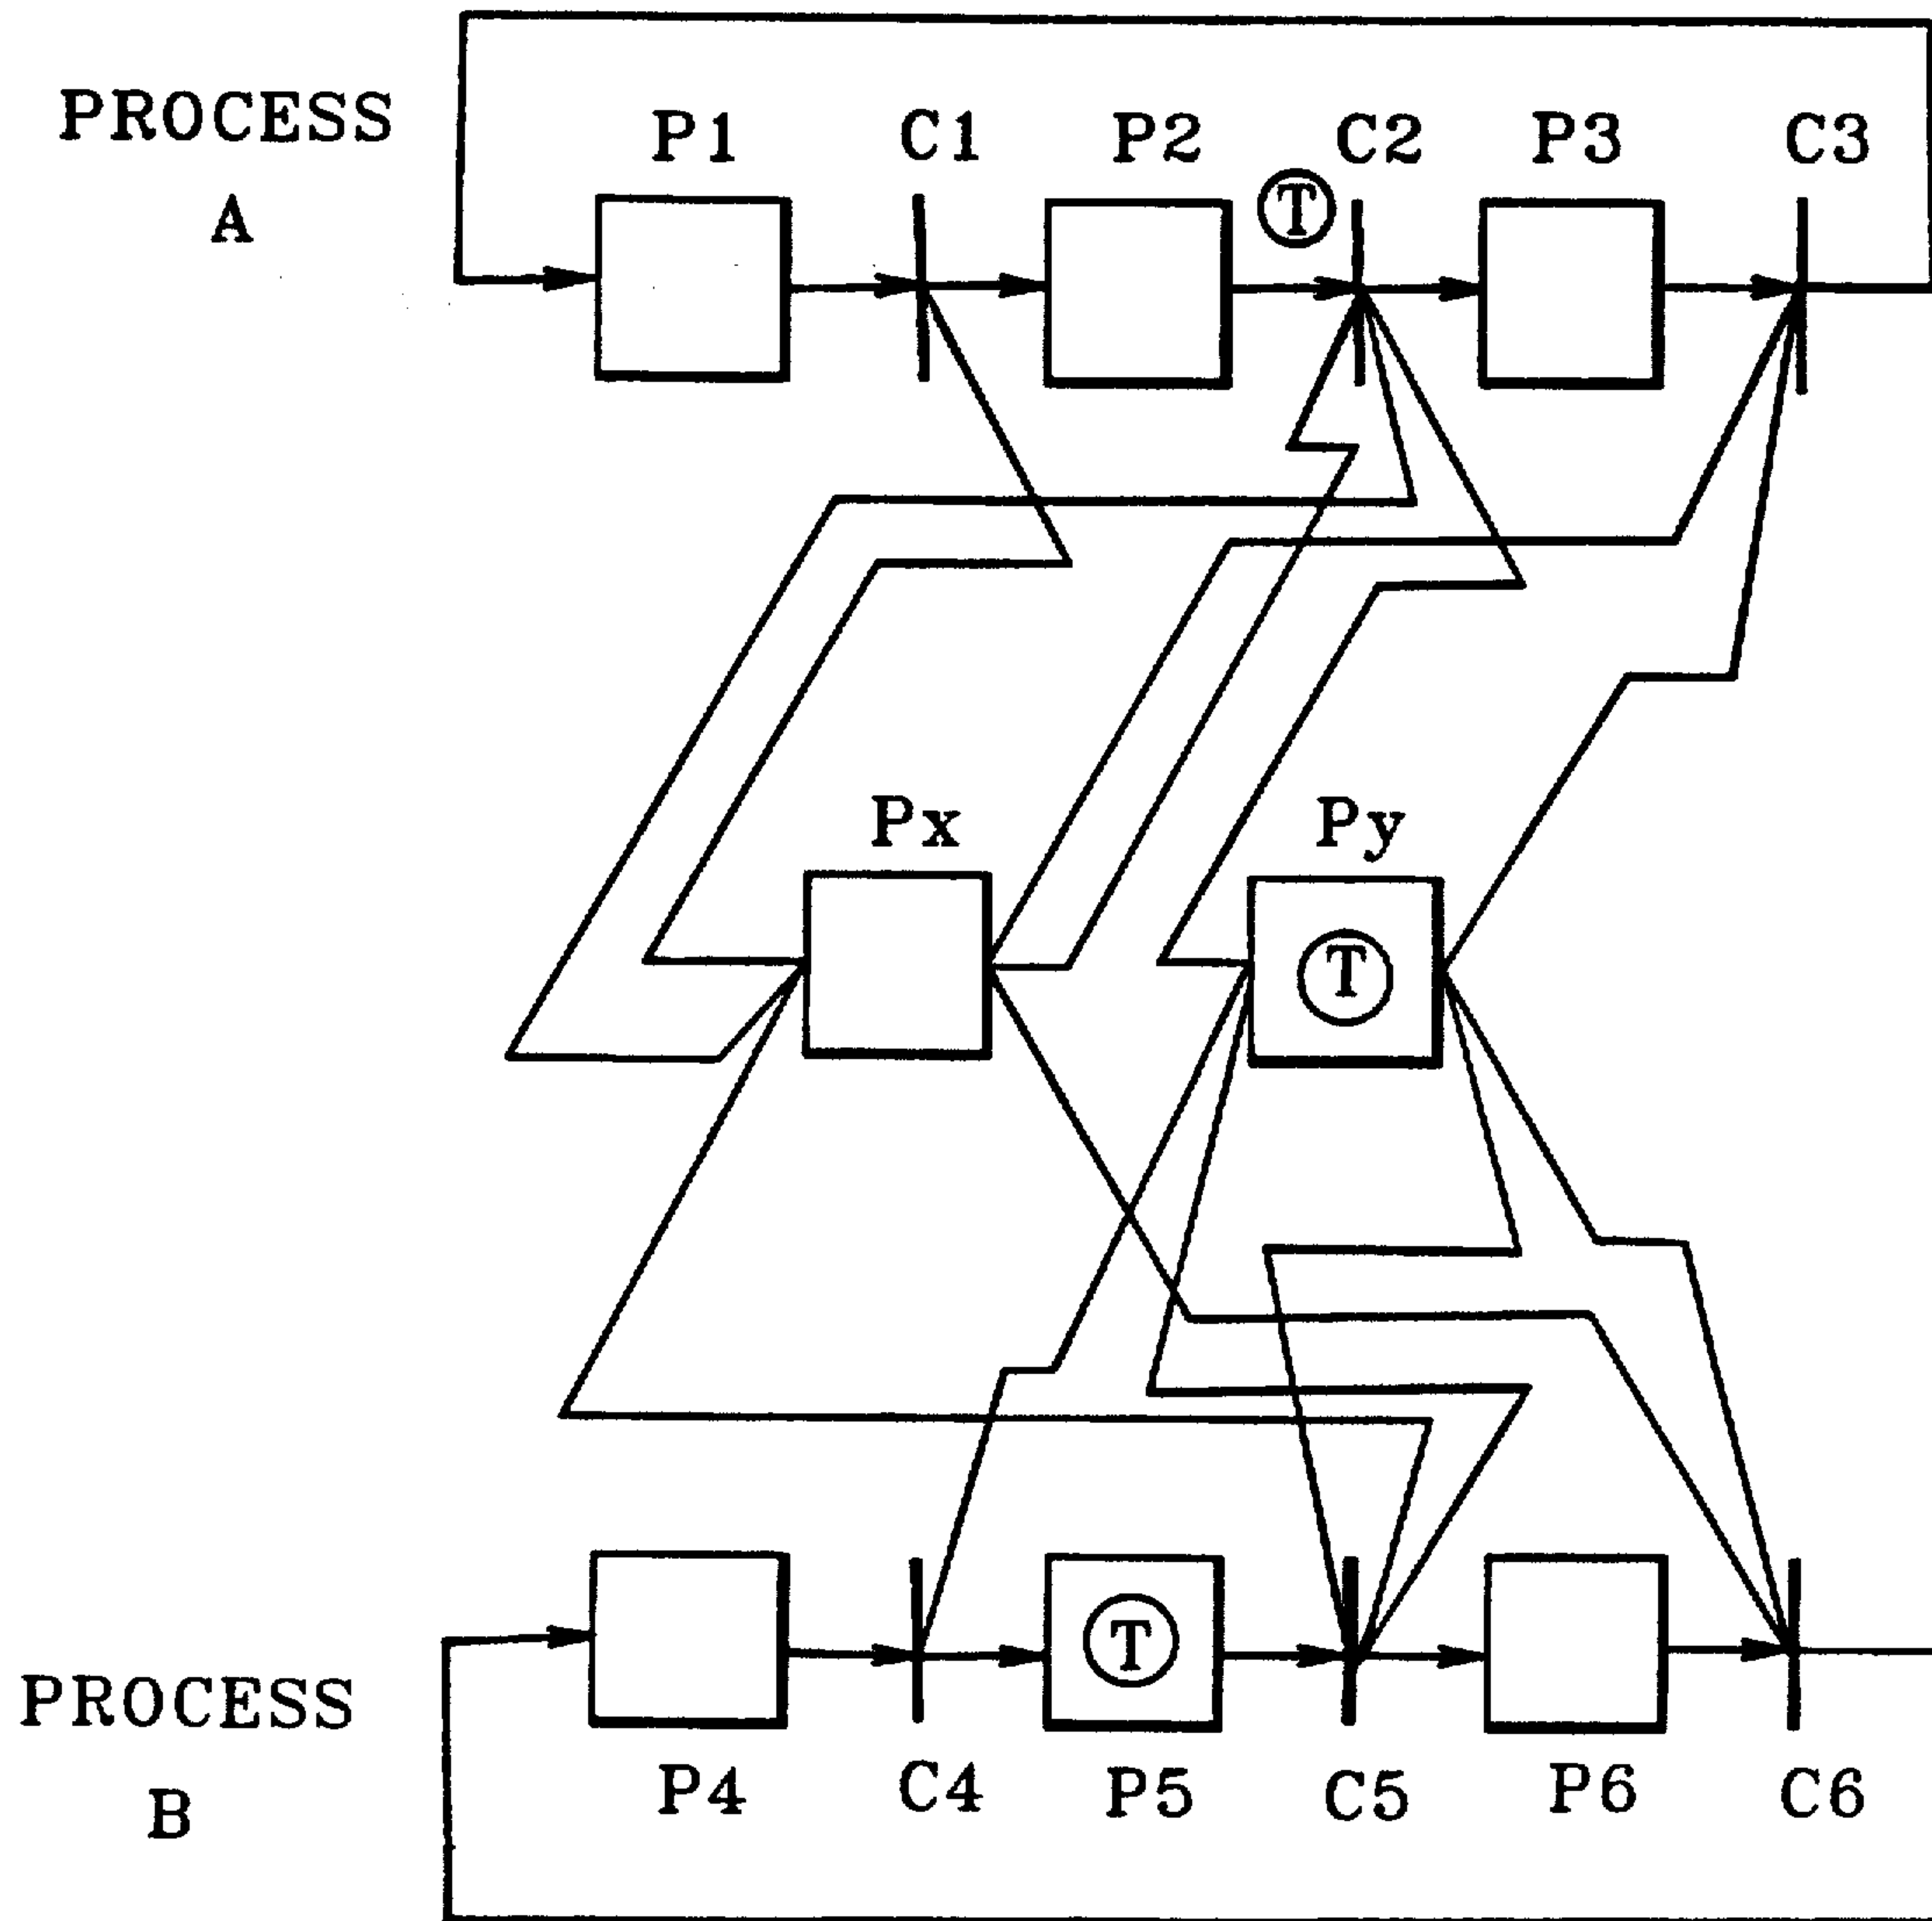 PROCESS
A
P1 C1 P2 C2 P3 C3
T
Px Py
T
T
PROCESS
B
P4 C4 P5 C5 P6 C6